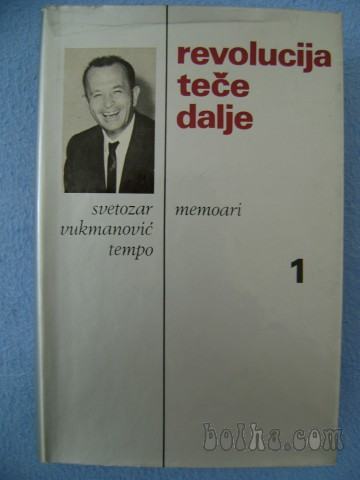 revolucija
teče
dalje
svetozar
vukmanović
tempo
memoari
1
bolha.com